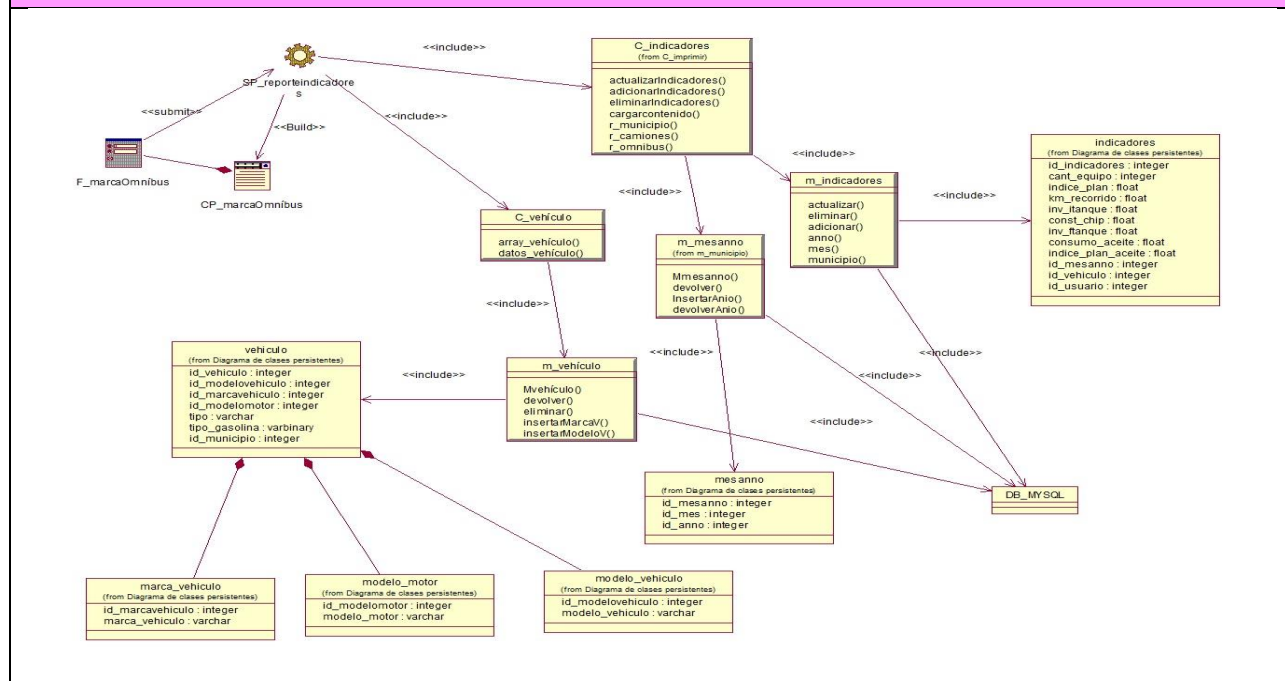 <<include>>
SP_reporteindicadore
s
<<submit>>
<<Build>>
<<include>>
F_marcaOmníbus
CP_marcaOmníbus
C_indicadores
(from C_imprimir)
actualizarIndicadores()
adicionarIndicadores()
eliminarIndicadores()
cargarcontenido()
r_municipio()
r_camiones()
r_omnibus()
<<include>>
<<include>>
m_indicadores
actualizar()
eliminar()
adicionar()
anno()
mes()
municipio()
<<include>>
indicadores
(from Diagrama de clases persistentes)
id_indicadores : integer
cant_equipo : integer
indice_plan : float
km_recorrido : float
inv_itanque : float
const_chip : float
inv_ftanque : float
consumo_aceite : float
indice_plan_aceite : float
id_mesanno : integer
id_vehiculo : integer
id_usuario : integer
C_vehículo
array_vehículo()
datos_vehículo()
<<include>>
m_mesanno
(from m_municipio)
Mmesanno()
devolver()
InsertarAnio()
devolverAnio()
<<include>>
<<include>>
<<include>>
vehiculo
(from Diagrama de clases persistentes)
id_vehiculo : integer
id_modelovehiculo : integer
id_marcavehiculo : integer
id_modelomotor : integer
tipo : varchar
tipo_gasolina : varbinary
id_municipio : integer
<<include>>
m_vehículo
Mvehículo()
devolver()
eliminar()
insertarMarcaV()
insertarModeloV()
<<include>>
mesanno
(from Diagrama de clases persistentes)
id_mesanno : integer
id_mes : integer
id_anno : integer
DB_MYSQL
marca_vehiculo
(from Diagrama de clases persistentes)
id_marcavehiculo : integer
marca_vehiculo : varchar
modelo_motor
(from Diagrama de clases persistentes)
id_modelomotor : integer
modelo_motor : varchar
modelo_vehiculo
(from Diagrama de clases persistentes)
id_modelovehiculo : integer
modelo_vehiculo : varchar